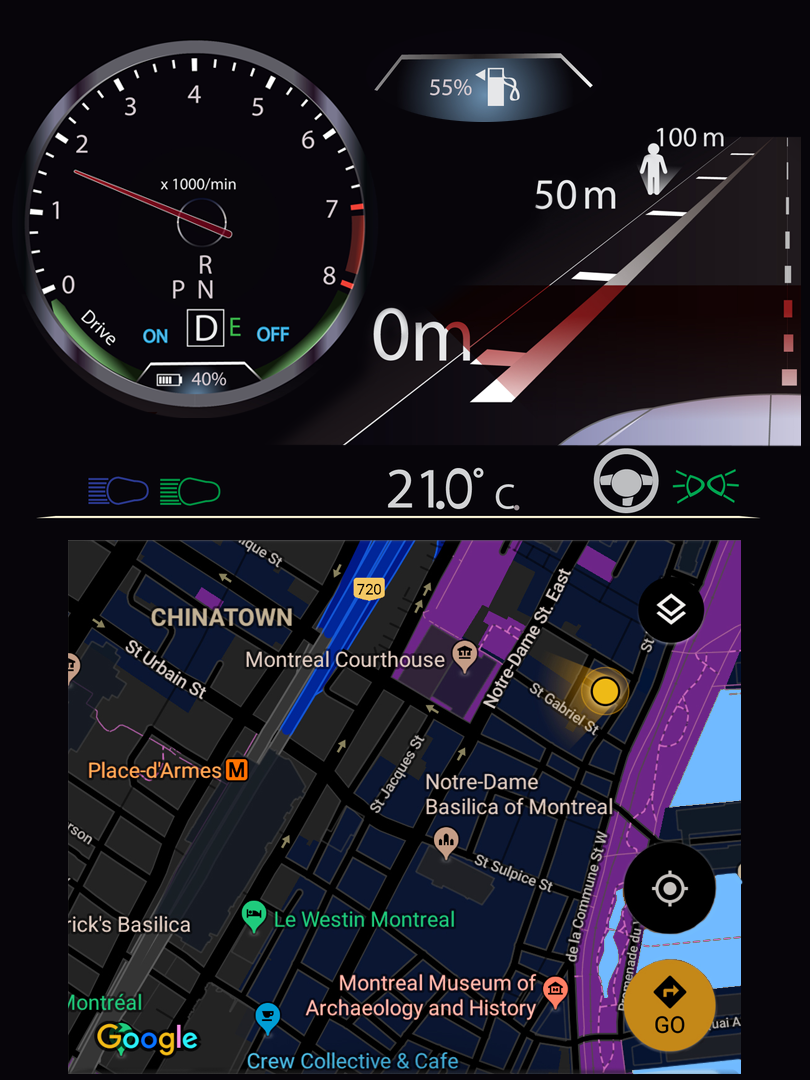 4
3
5
2
6
x 1000/min
1
7
R
0
P N
8
Drive
ON
D
E
OFF
40%
55%
100 m
50 m
0m
21.0° C.
720
CHINATOWN
Montreal Courthouse
St Urbain St
Notre-Dame St. East
St
St Gabriel St
Place-d'Armes M
St Jacques St
Notre-Dame
Basilica of Montreal
St Sulpice St
de la Commune St W
rick's Basilica
Le Westin Montreal
Montreal Museum of
Archaeology and History
Promenade du
Montréal
GO
Google
Crew Collective & Cafe